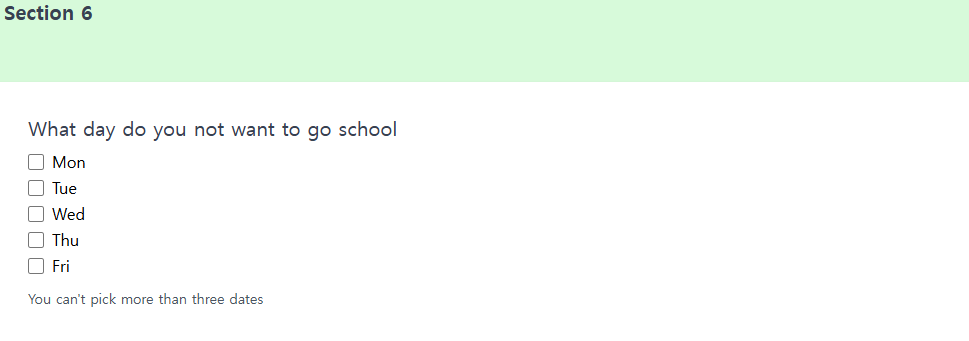 Section 6
What day do you not want to go school
Mon
Tue
Wed
Thu
Fri
You can't pick more than three dates